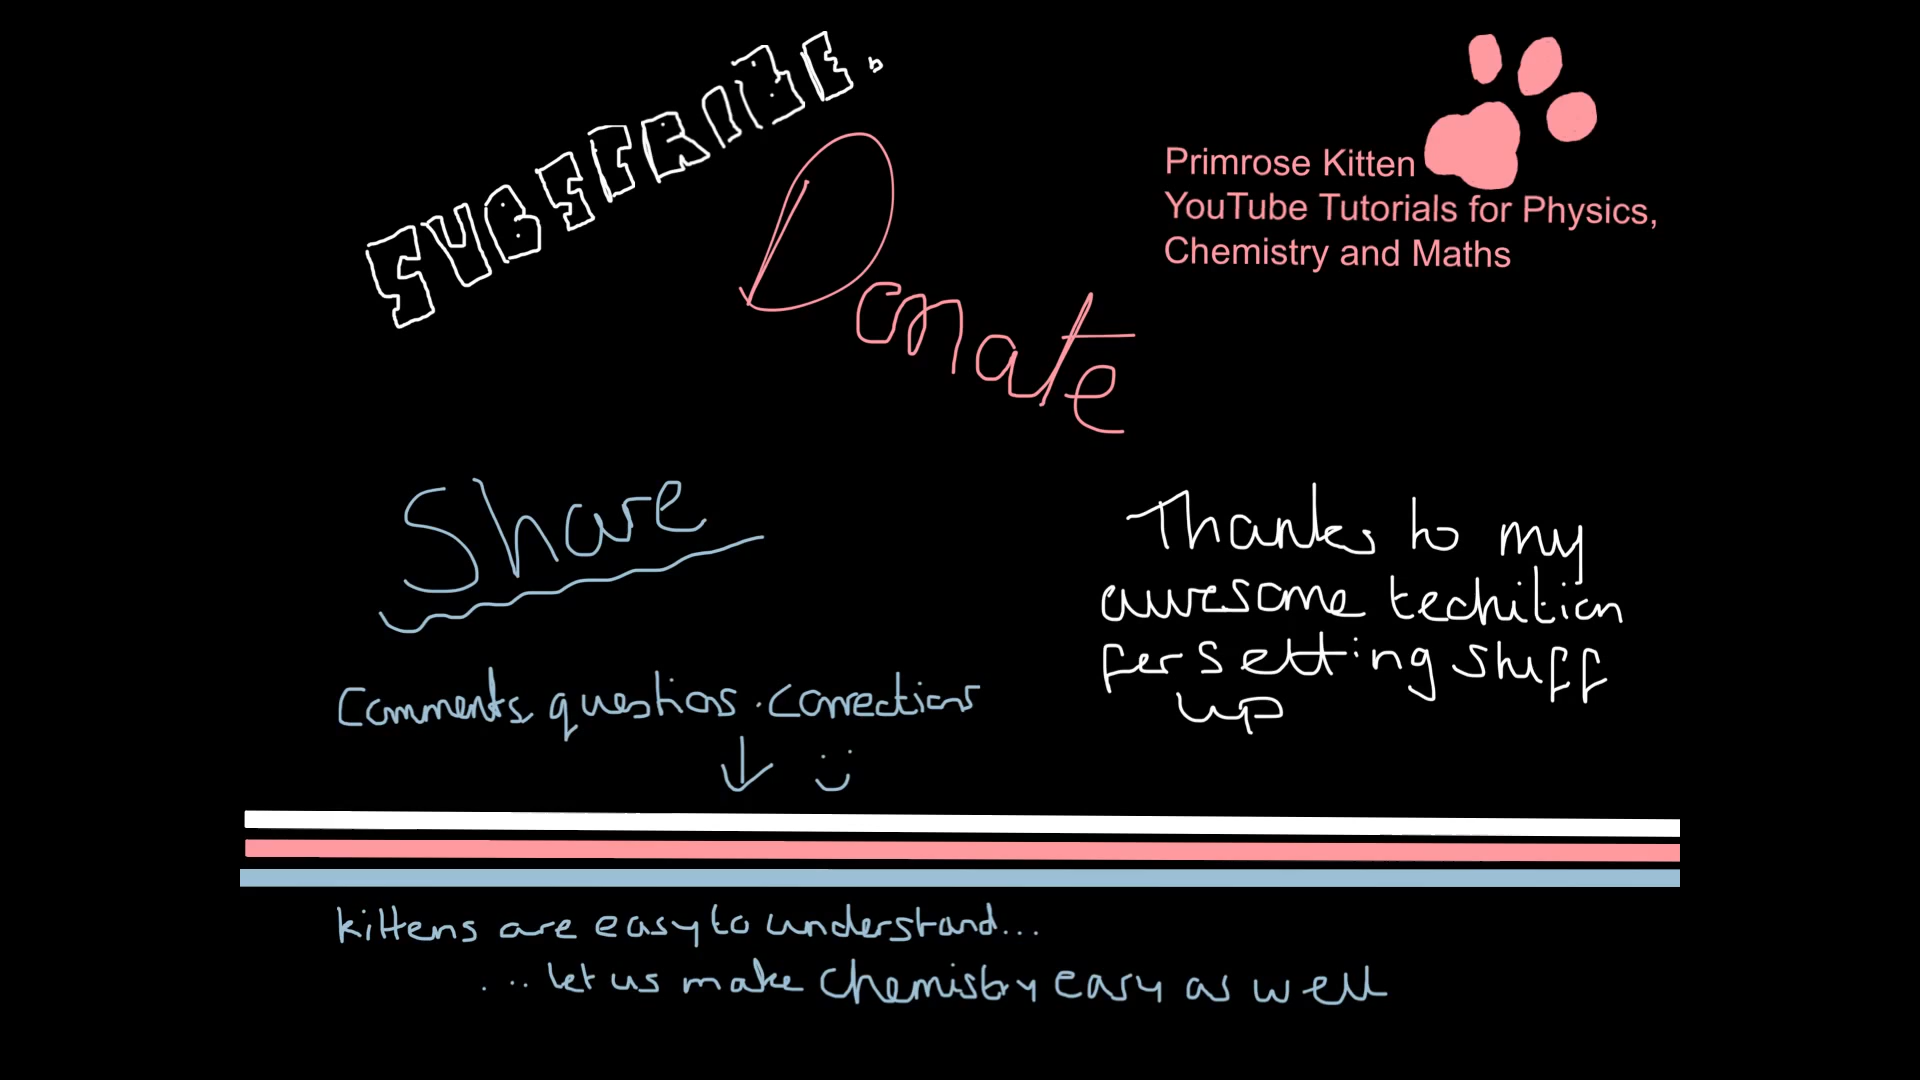 SUBSCRIBE.
Donate
Primrose Kitten
YouTube Tutorials for Physics,
Chemistry and Maths
Share
Comments, questions. corrections
Thanks to my
awesome techition
for setting stuff
up
kittens are easy to understand...
... let us make chemistry easy as well